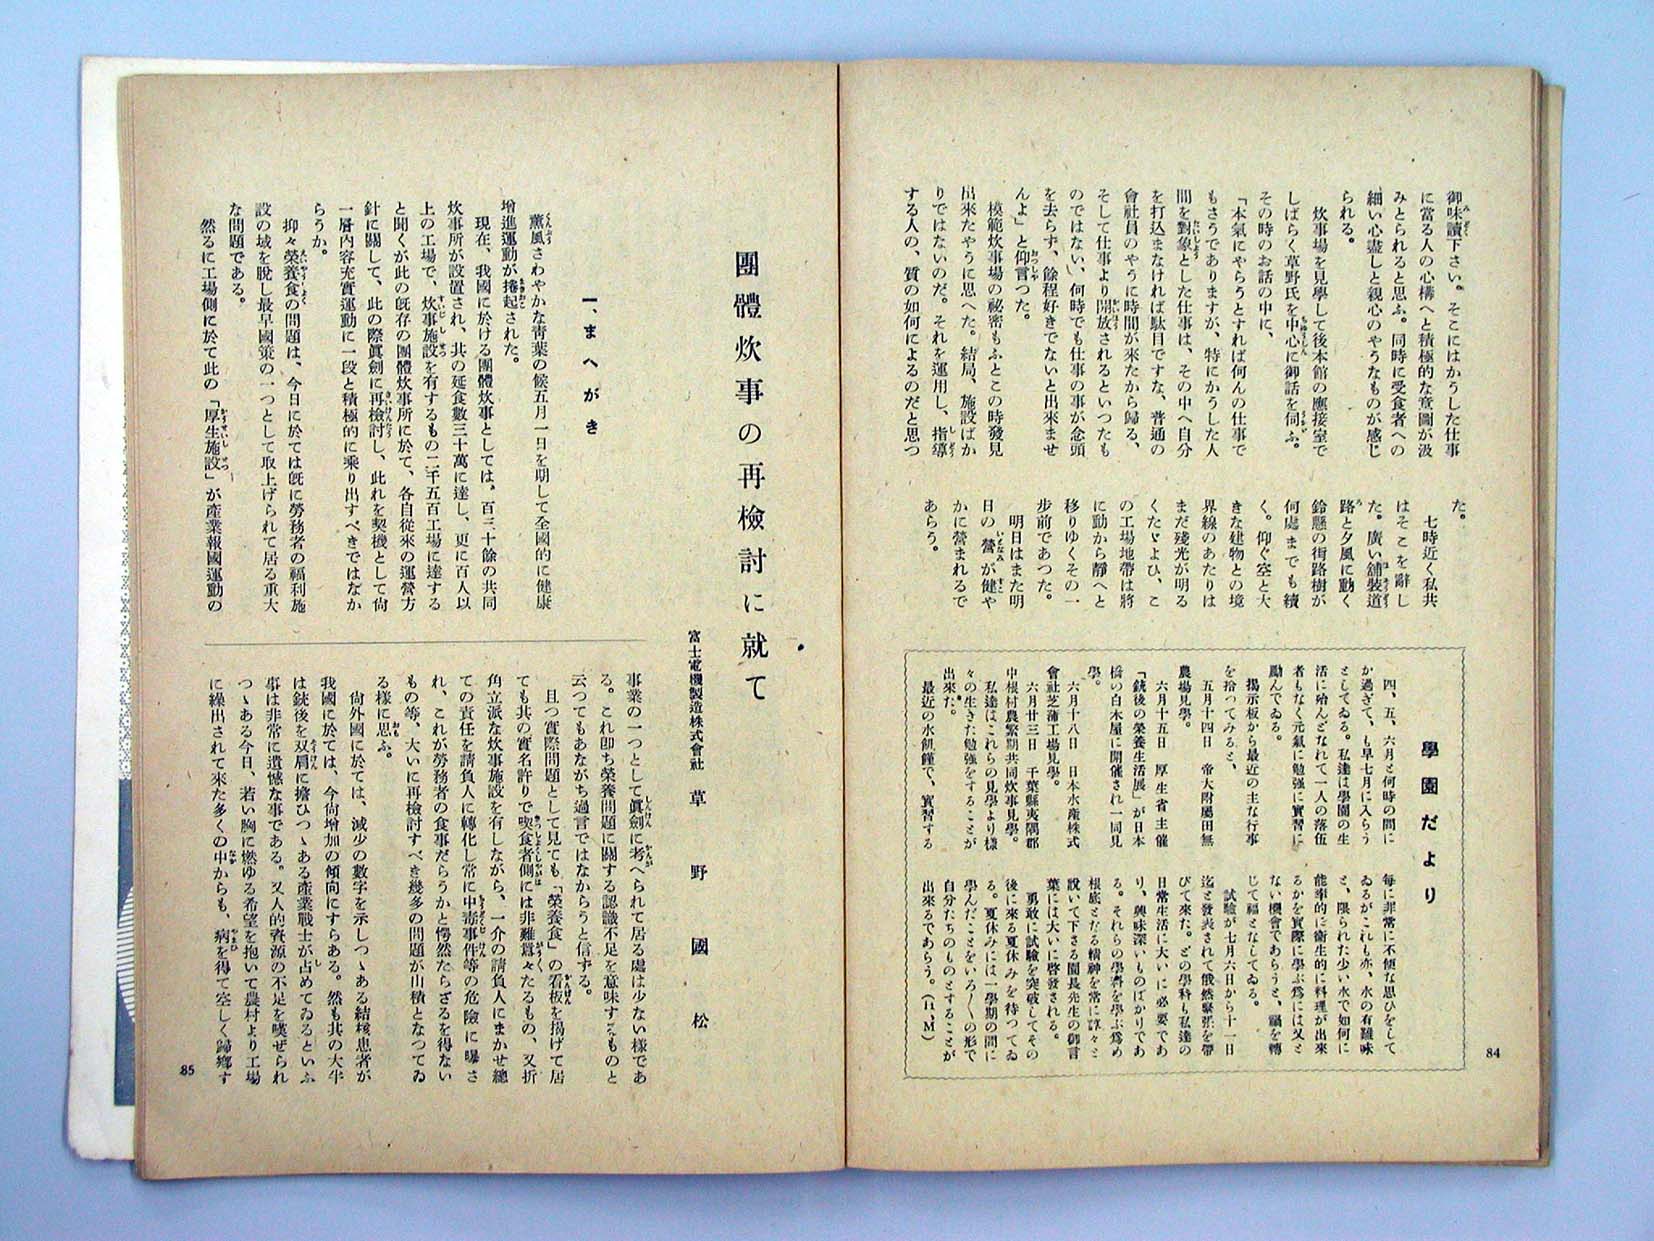 御味讀下さい。そこにはかうした仕事
に當る人の心構へと積極的な意圖が汲
みとられると思ふ。同時に受食者への
細い心盡しと親心のやうなものが感じ
られる。
炊事場を見學して後本館の應接室で
しばらく草野氏を中心に御話を伺ふ。
その時のお話の中に、
「本氣にやらうとすれば何んの仕事で
もさうでありますが、特にかうした人
間を對象とした仕事は、その中へ自分
を打込まなければ駄目ですな、普通の
會社員のやうに時間が來たから歸る、
そして仕事より開放されるといつたも
のではない」、何時でも仕事の事が念頭
を去らず、餘程好きでないと出來ませ
んよ」と仰言つた。
模範炊事場の祕密もふとこの時發見
出來たやうに思へた。結局、施設ばか
りではないのだ。それを運用し、指導
する人の、質の如何によるのだと思つ
た。
七時近く私共
はそこを辭し
た。廣い舖裝道
路と夕風に動く
鈴懸の街路樹が
何處までも續
く。仰ぐ空と大
きな建物との境
界線のあたりは
まだ殘光が明る
くたゞよひ、こ
の工場地帶は將
に動から靜へと
移りゆくその一
步前であつた。
明日はまた明
日の營が健や
かに營まれるで
あらう。
學園だより
四、五、六月と何時の間に
か過ぎて、も早七月に入らう
としてゐる。私達は學園の生
活に殆んどなれて一人の落伍
者もなく元氣に勉強に實習に
勵んでゐる。
揭示板から最近の主な行事
を拾つてみると、
五月十四日　帝大附屬田無
農場見學。
六月十五日　厚生省主催
「銃後の榮養生活展」が日本
橋の白木屋に開催され一同見
學。
六月十八日　日本水産株式
會社芝蒲工場見學。
六月廿三日　千葉縣夷隅郡
中根村農繁期共同炊事見學。
私達はこれらの見學より樣
々の生きた勉強をすることが
出來た。
最近の水飢饉で、實習する
每に非常に不便な思ひをして
ゐるがこれも亦、水の有難味
と、限られた少い水で如何に
能率的に衞生的に料理が出來
るかを實際に學ぶ爲には又と
ない機會であらうと、禍を轉
じて福となしてゐる。
試驗が七月六日から十一日
迄と發表されて俄然緊張を帶
びて來た。どの學科も私達の
日常生活に大いに必要であ
り、興味深いものばかりであ
る。それらの學課を學ぶ爲め
根底となる精神を常に諄々と
說いて下さる園長先生の御言
葉には大いに啓發される。
勇敢に試驗を突破してその
後に來る夏休みを待つてゐ
る。夏休みには一學期の間に
學んだことをいろ〱の形で
自分たちのものとすることが
出來るであらう。(H、M)
84
團體炊事の再檢討に就て
富士電機製造株式會社　草野國松
一、まへがき
薰風さわやかな靑葉の候五月一日を期して全國的に健康
增進運動が捲起された。
現在、我國に於ける團體炊事としては、百三十餘の共同
炊事所が設置され、其の延食數三十萬に達し、更に百人以
上の工場で、炊事施設を有するもの二千五百工場に達する
と聞くが此の旣存の團體炊事所に於て、各自從來の運營方
針に關して、此の際眞劍に再檢討し、此れを契機として尙
一層內容充實運動に一段と積極的に乘り出すべきではなか
らうか。
抑々榮養食の問題は、今日に於ては旣に勞務者の福利施
設の域を脫し最早國策の一つとして取上げられて居る重大
な問題である。
然るに工場側に於て此の「厚生施設」が產業報國運動の
事業の一つとして眞劍に考へられて居る處は少ない樣であ
る。これ卽ち榮養問題に關する認識不足を意味するものと
云つてもあながち過言ではなからうと信ずる。
且つ實際問題として見ても「榮養食」の看板を揭げて居
ても其の實名許りで喫食者側には非難囂々たるもの、又折
角立派な炊事施設を有しながら、一介の請負人にまかせ總
ての責任を請負人に轉化し常に中毒事件等の危險に曝さ
れ、これが勞務者の食事だらうかと愕然たらざるを得ない
もの等、大いに再檢討すべき幾多の問題が山積となつてゐ
る樣に思ふ。
尙外國に於ては、減少の數字を示しつゝある結核患者が
我國に於ては、今尙增加の傾向にすらある。然も其の大半
は銃後を双肩に擔ひつゝある產業戰士が占めてゐるといふ
事は非常に遺憾な事である。又人的資源の不足を嘆ぜられ
つゝある今日、若い胸に燃ゆる希望を抱いて農村より工場
に繰出されて來た多くの中からも、病を得て空しく歸鄕す
85